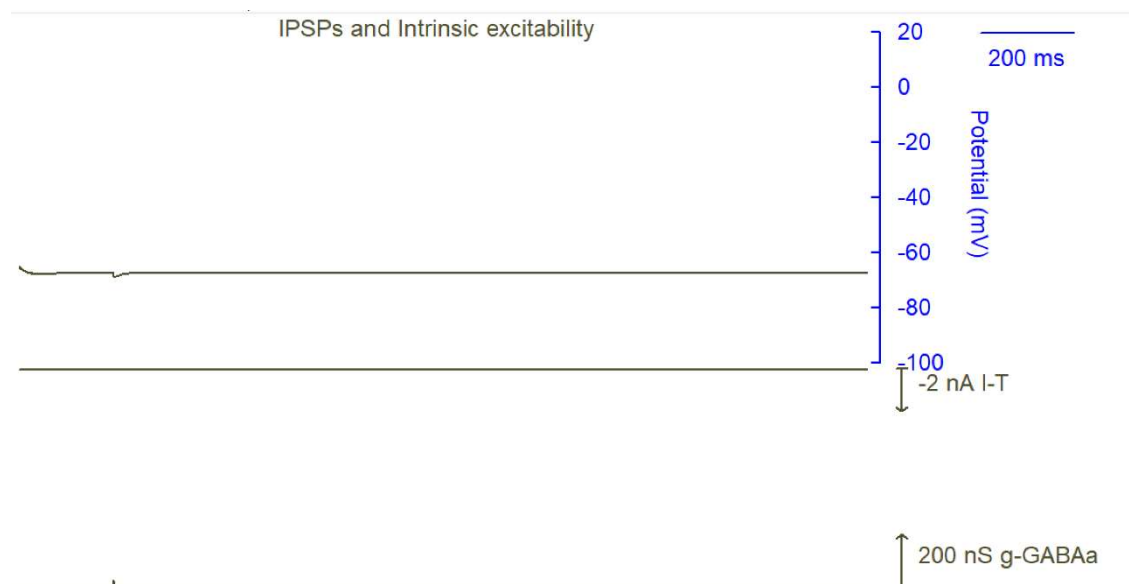 IPSPs and Intrinsic excitability
20
200 ms
0
-20
-40
-60
-80
-100
Potential (mV)
-2 nA I-T
200 nS g-GABAa